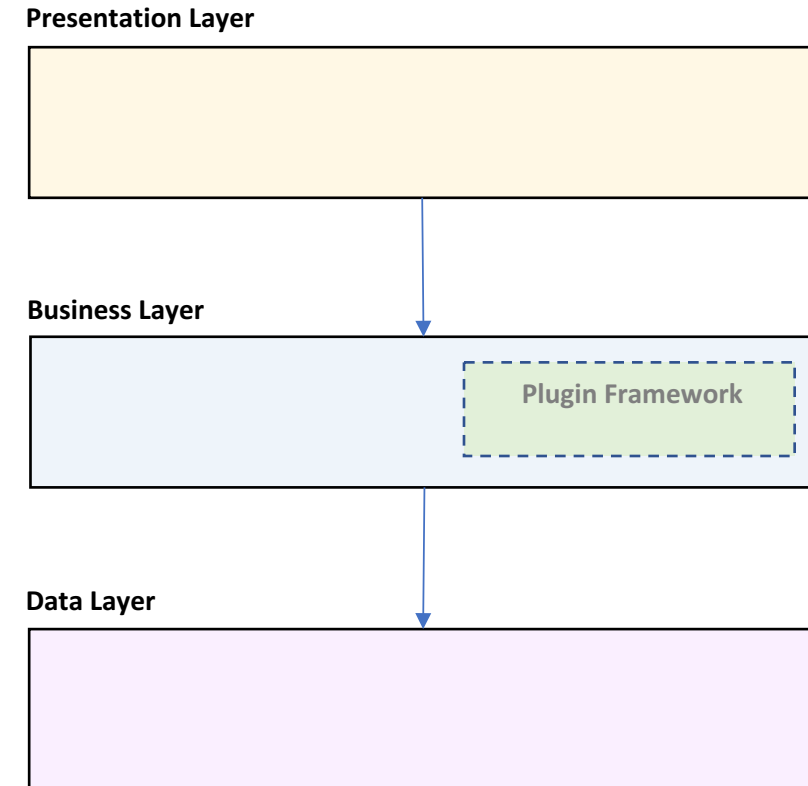 Presentation Layer
Business Layer
Plugin Framework
Data Layer